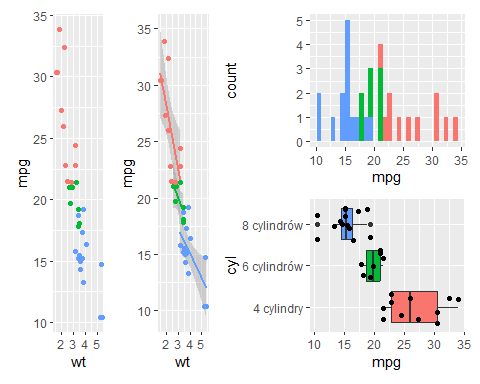 35
30
25
20
15
10
mpg
2 3 4 5
wt
35
30
25
20
15
10
mpg
2 3 4 5
wt
5
4
3
2
1
0
count
10 15 20 25 30 35
mpg
8 cylindrów
6 cylindrów
4 cylindry
cyl
10 15 20 25 30 35
mpg